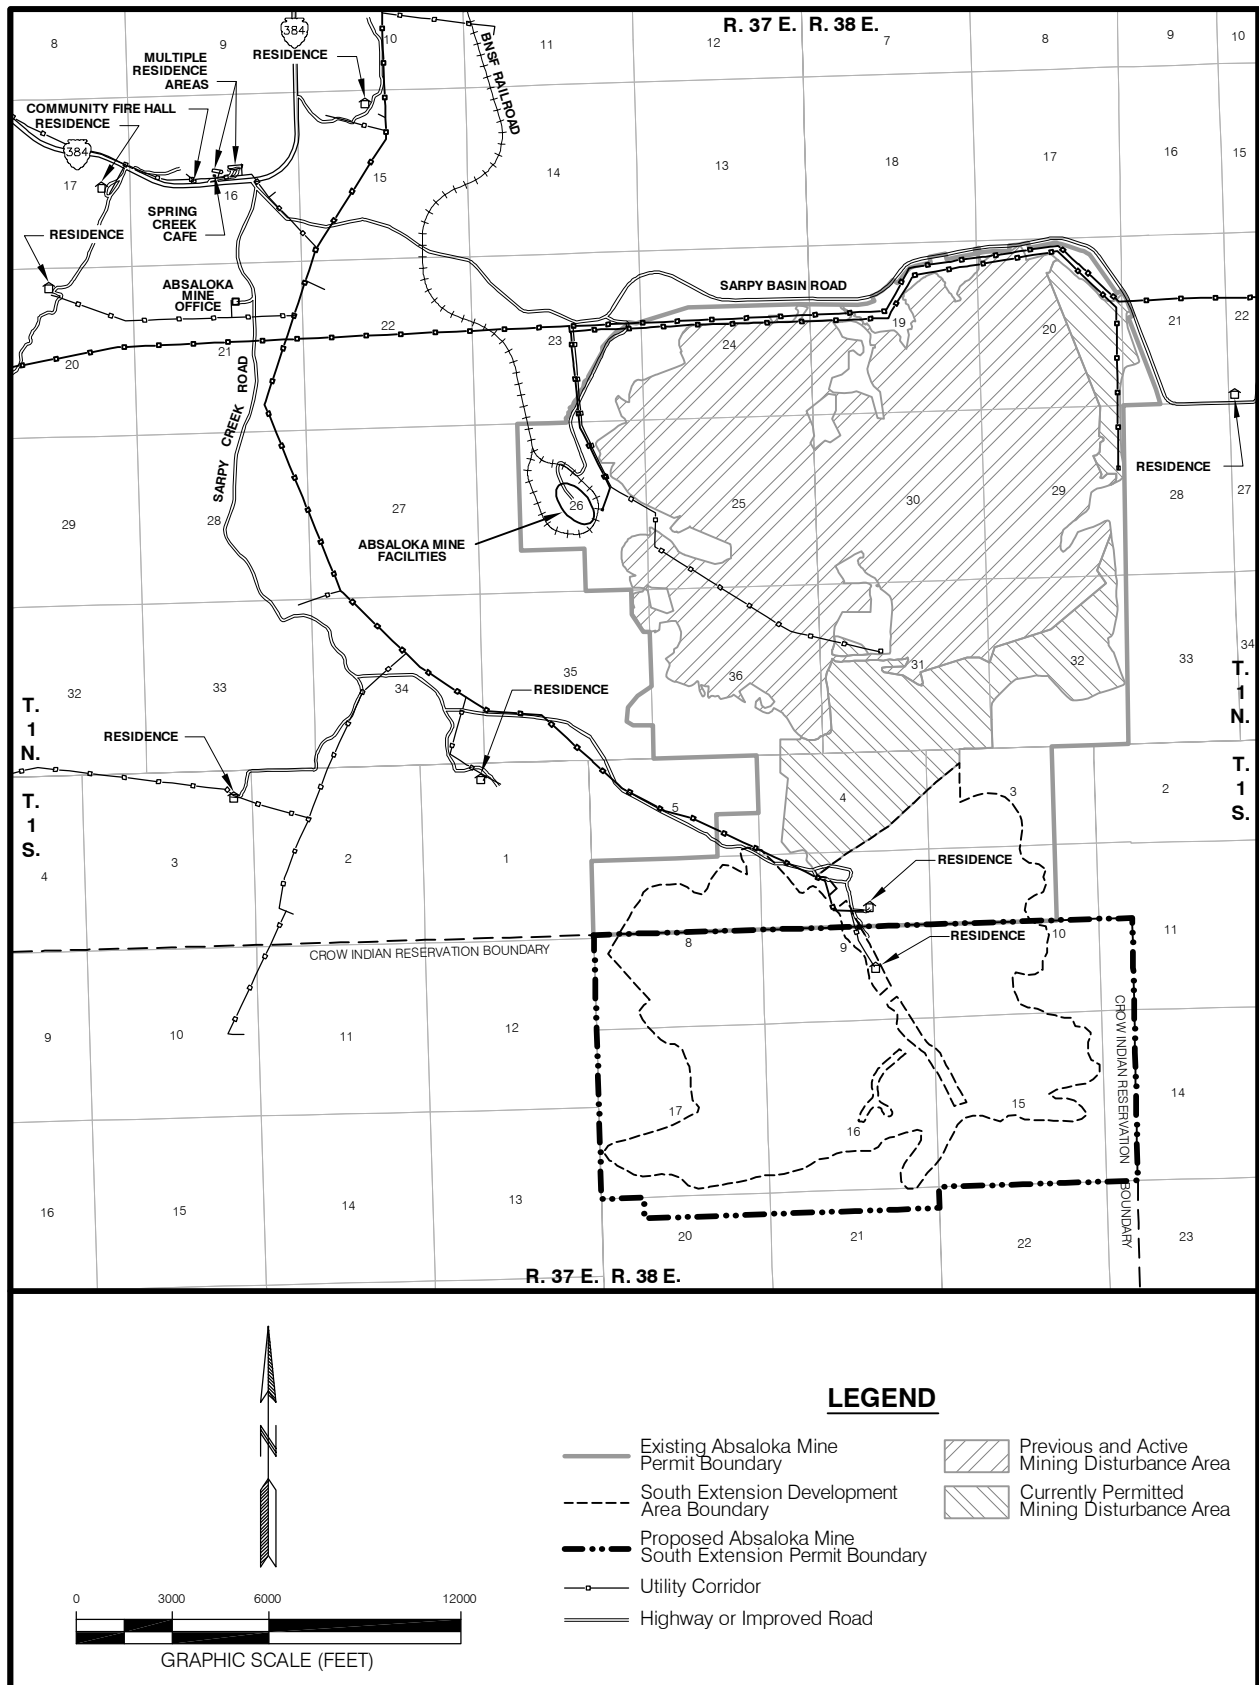 R. 37 E. R. 38 E.
8
9
384
10
11
12
7
8
9
10
MULTIPLE
RESIDENCE
AREAS
RESIDENCE
BNSF RAILROAD
COMMUNITY FIRE HALL
RESIDENCE
384
17
16
15
14
13
18
17
16
15
SPRING
CREEK
CAFE
RESIDENCE
ABSALOKA
MINE
OFFICE
SARPY BASIN ROAD
20
21
22
23
24
19
20
21
22
SARPY CREEK ROAD
RESIDENCE
29
28
27
26
25
30
29
28
27
ABSALOKA MINE
FACILITIES
32
33
34
35
36
31
32
33
34
RESIDENCE
RESIDENCE
T.
1
N.
T.
1
S.
T.
1
N.
T.
1
S.
4
3
2
1
5
4
3
2
RESIDENCE
RESIDENCE
CROW INDIAN RESERVATION BOUNDARY
8
9
10
11
9
10
11
12
CROW INDIAN RESERVATION BOUNDARY
17
16
15
14
16
15
14
13
20
21
22
23
R. 37 E. R. 38 E.
N
LEGEND
Existing Absaloka Mine
Permit Boundary
South Extension Development
Area Boundary
Proposed Absaloka Mine
South Extension Permit Boundary
Utility Corridor
Highway or Improved Road
Previous and Active
Mining Disturbance Area
Currently Permitted
Mining Disturbance Area
0 3000 6000 12000
GRAPHIC SCALE (FEET)